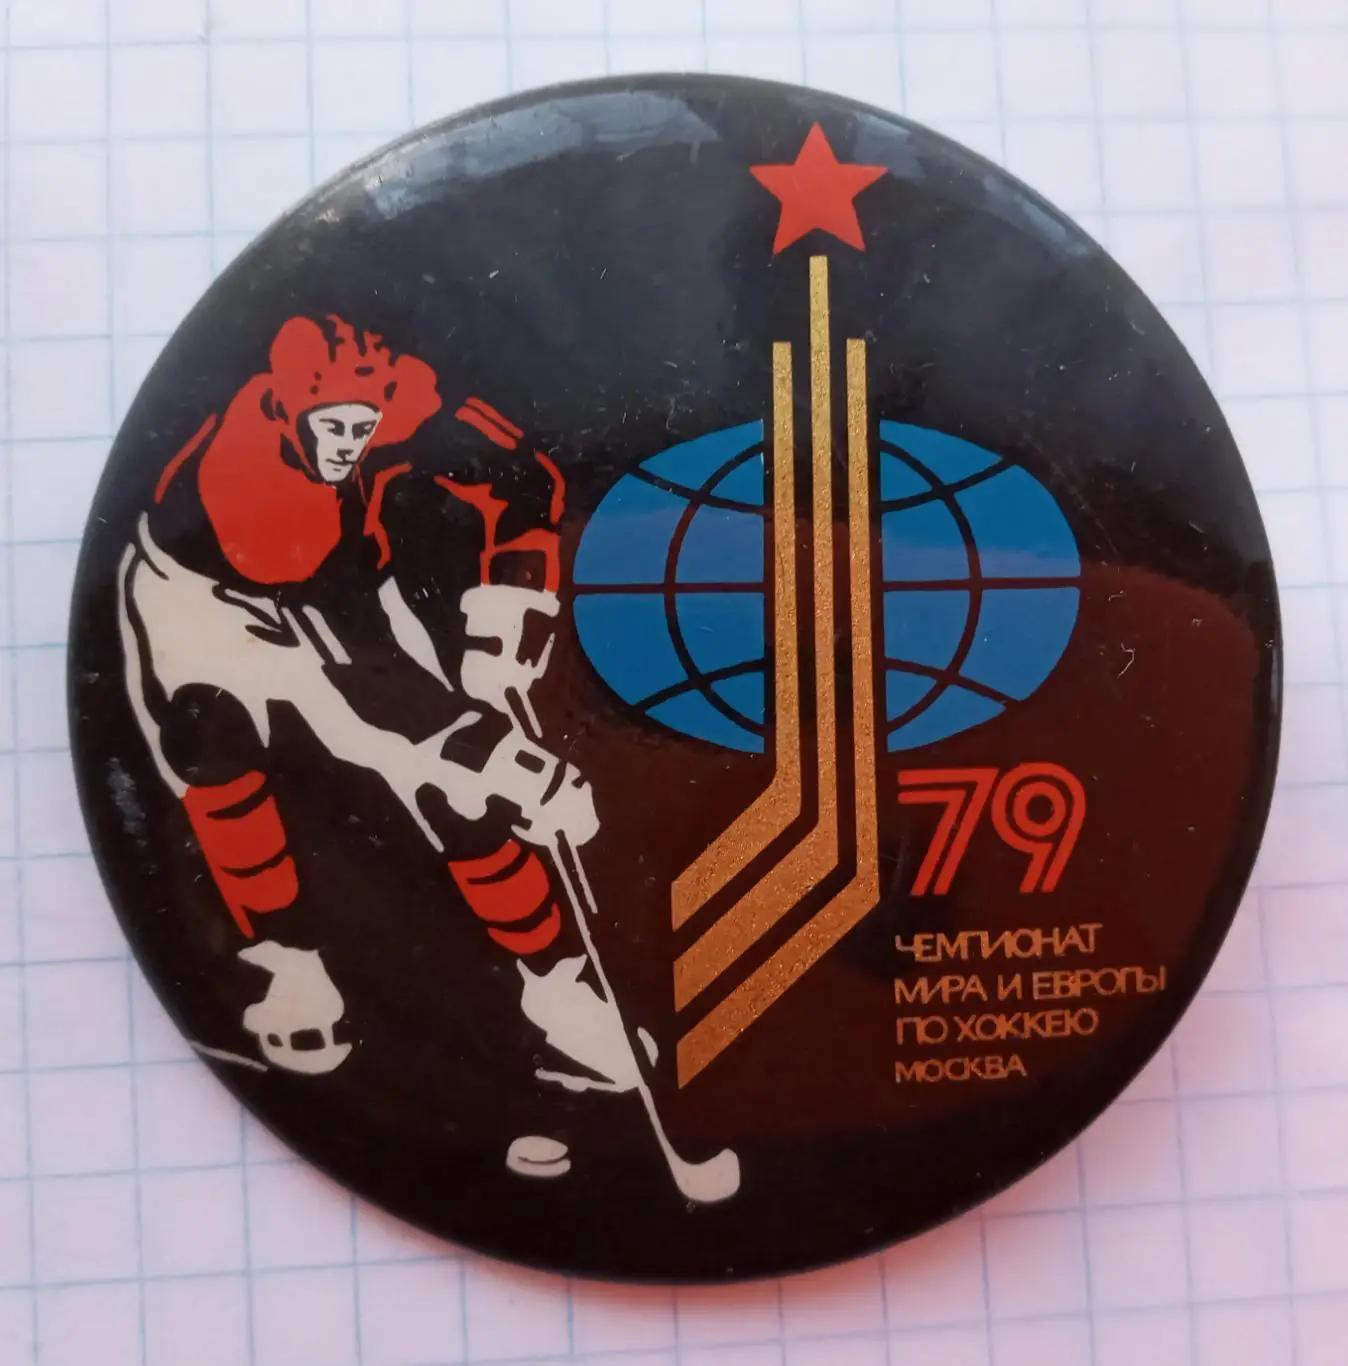 79
ЧЕМПИОНАТ
МИРА И ЕВРОПЫ
ПО ХОККЕЮ
МОСКВА